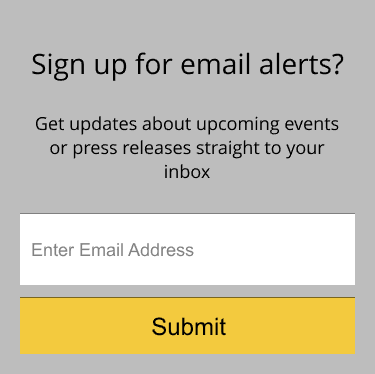 Sign up for email alerts?
Get updates about upcoming events
or press releases straight to your
inbox
Enter Email Address
Submit